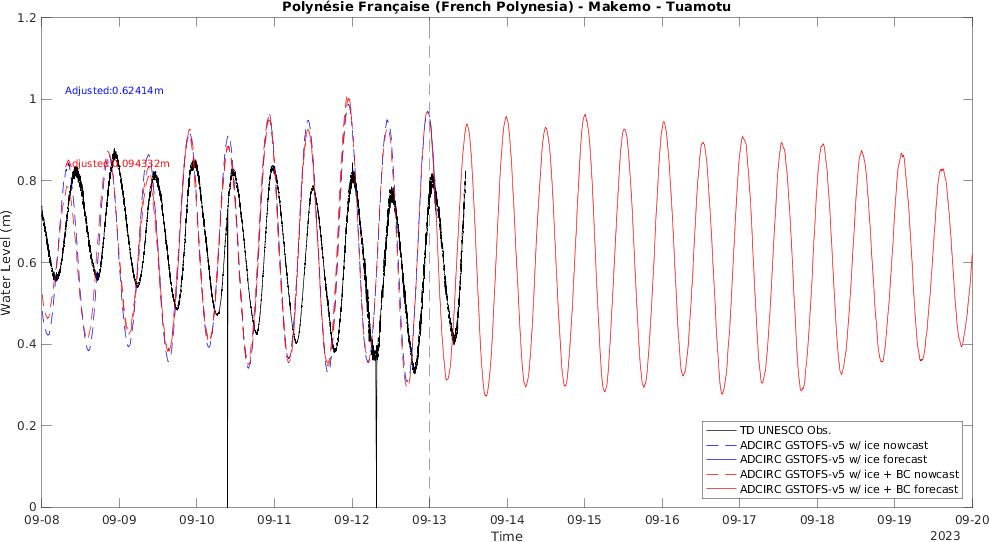 Polynésie Française (French Polynesia) - Makemo - Tuamotu
Water Level (m)
1.2
1
0.8
0.6
0.4
0.2
0
Adjusted:0.62414m
Adjusted:0.094332m
TD UNESCO Obs.
ADCIRC GSTOFS-v5 w/ ice nowcast
ADCIRC GSTOFS-v5 w/ ice forecast
ADCIRC GSTOFS-v5 w/ ice + BC nowcast
ADCIRC GSTOFS-v5 w/ ice + BC forecast
09-08 09-09 09-10 09-11 09-12 09-13 09-14 09-15 09-16 09-17 09-18 09-19 09-20
Time
2023